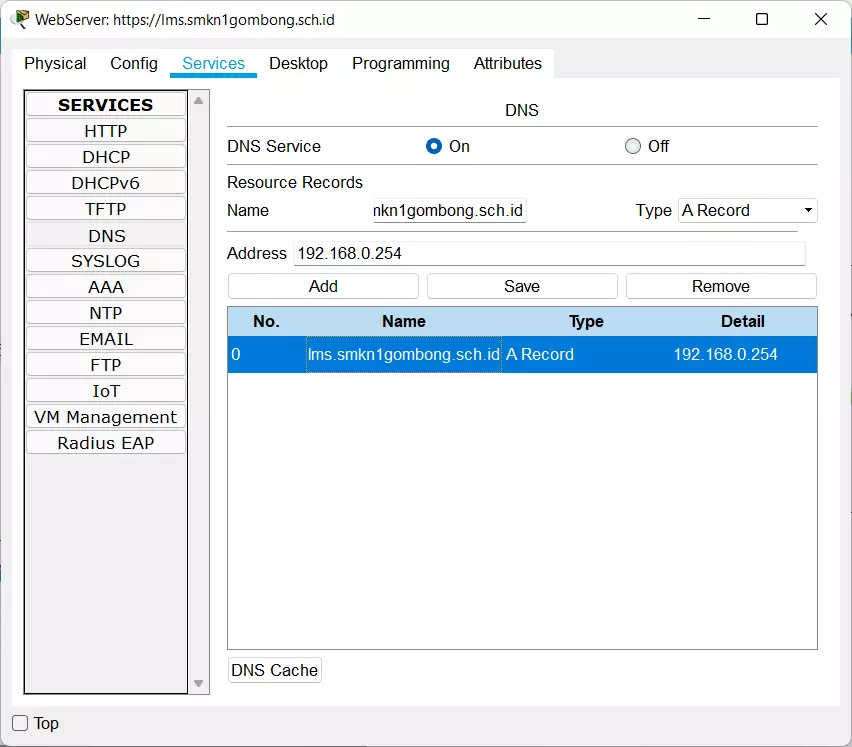 WebServer: https://lms.smkn1gombong.sch.id
Physical Config Services Desktop Programming Attributes
SERVICES
HTTP
DHCP
DHCPv6
TFTP
DNS
SYSLOG
AAA
NTP
EMAIL
FTP
IoT
VM Management
Radius EAP
DNS
DNS Service On Off
Resource Records
Name mkn1gombong.sch.id Type A Record
Address 192.168.0.254
Add Save Remove
No. Name Type Detail
0 lms.smkn1gombong.sch.id A Record 192.168.0.254
DNS Cache
Top